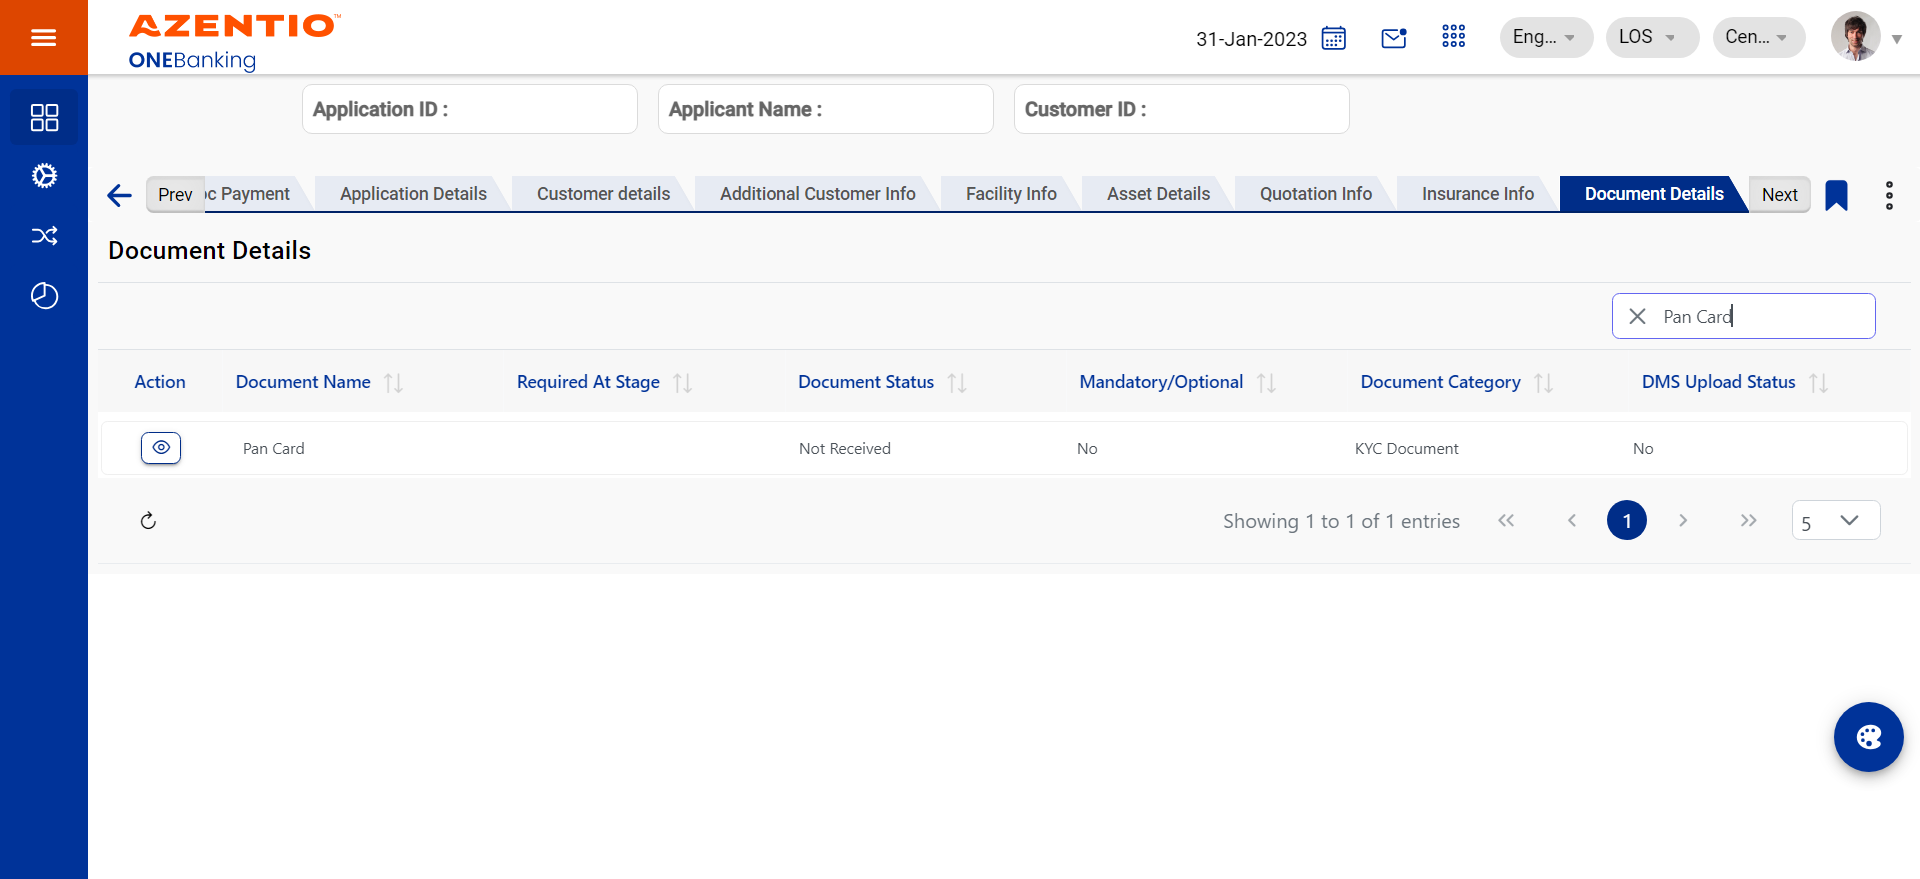 AZENTIO™
ONEBanking
31-Jan-2023
Eng...
LOS
Cen...
Application ID :
Applicant Name :
Customer ID :
Prev
oc Payment
Application Details
Customer details
Additional Customer Info
Facility Info
Asset Details
Quotation Info
Insurance Info
Document Details
Next
Document Details
Pan Card
Action
Document Name
Required At Stage
Document Status
Mandatory/Optional
Document Category
DMS Upload Status
Pan Card
Not Received
No
KYC Document
No
Showing 1 to 1 of 1 entries
1
5